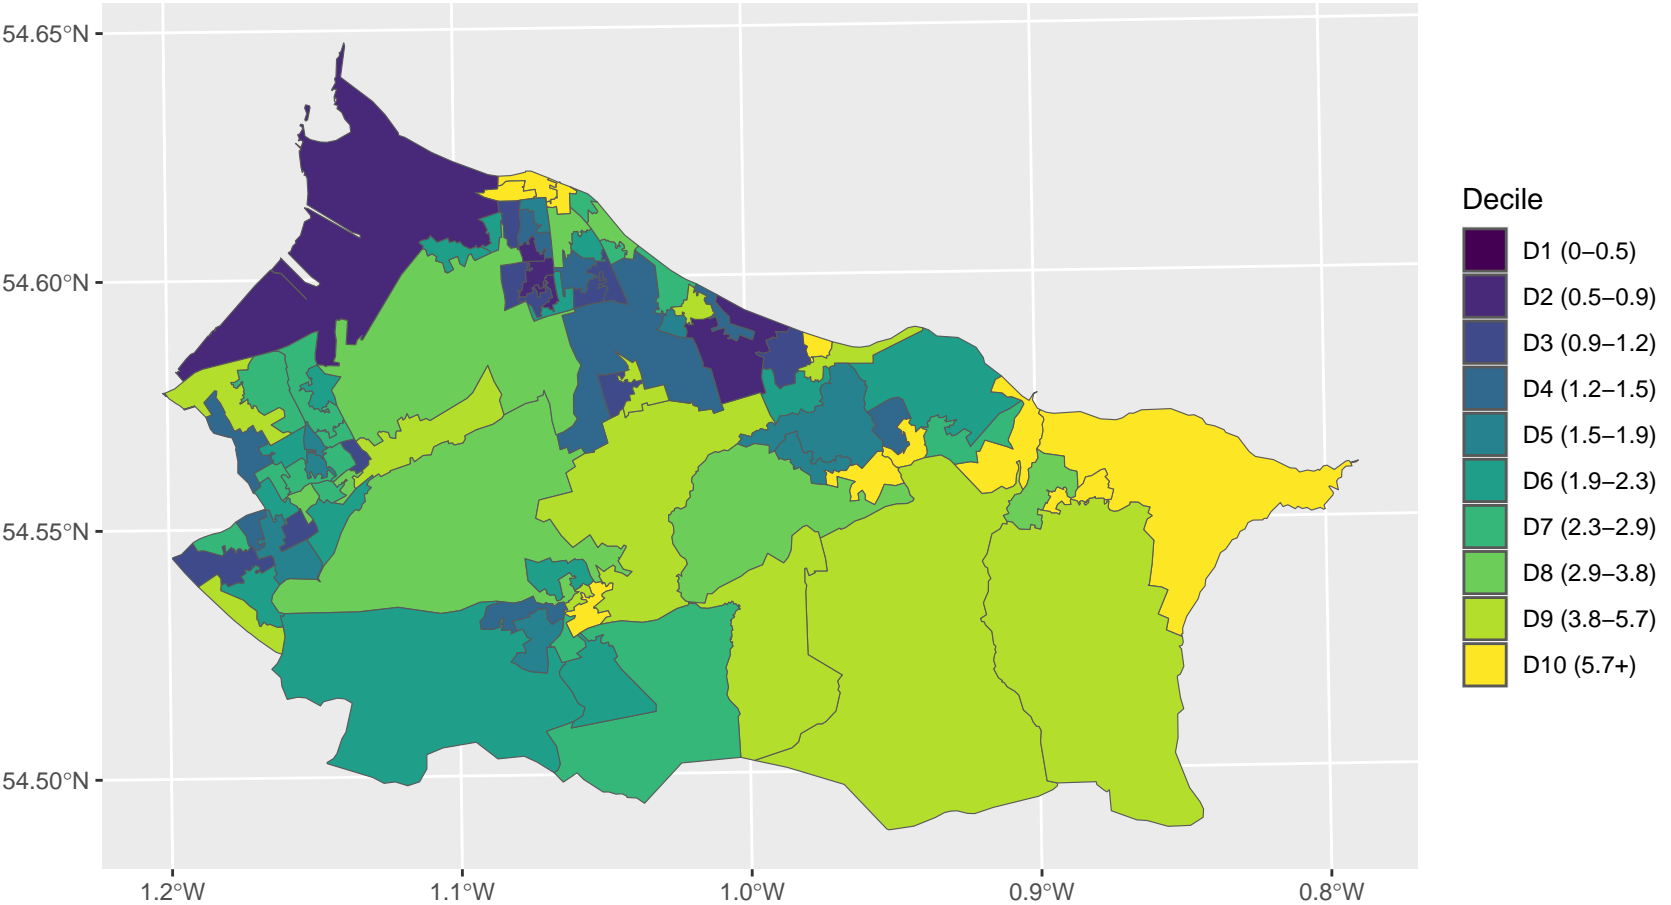 54.65°N
54.60°N
54.55°N
54.50°N
1.2°W
1.1°W
1.0°W
0.9°W
0.8°W
Decile
D1 (0–0.5)
D2 (0.5–0.9)
D3 (0.9–1.2)
D4 (1.2–1.5)
D5 (1.5–1.9)
D6 (1.9–2.3)
D7 (2.3–2.9)
D8 (2.9–3.8)
D9 (3.8–5.7)
D10 (5.7+)